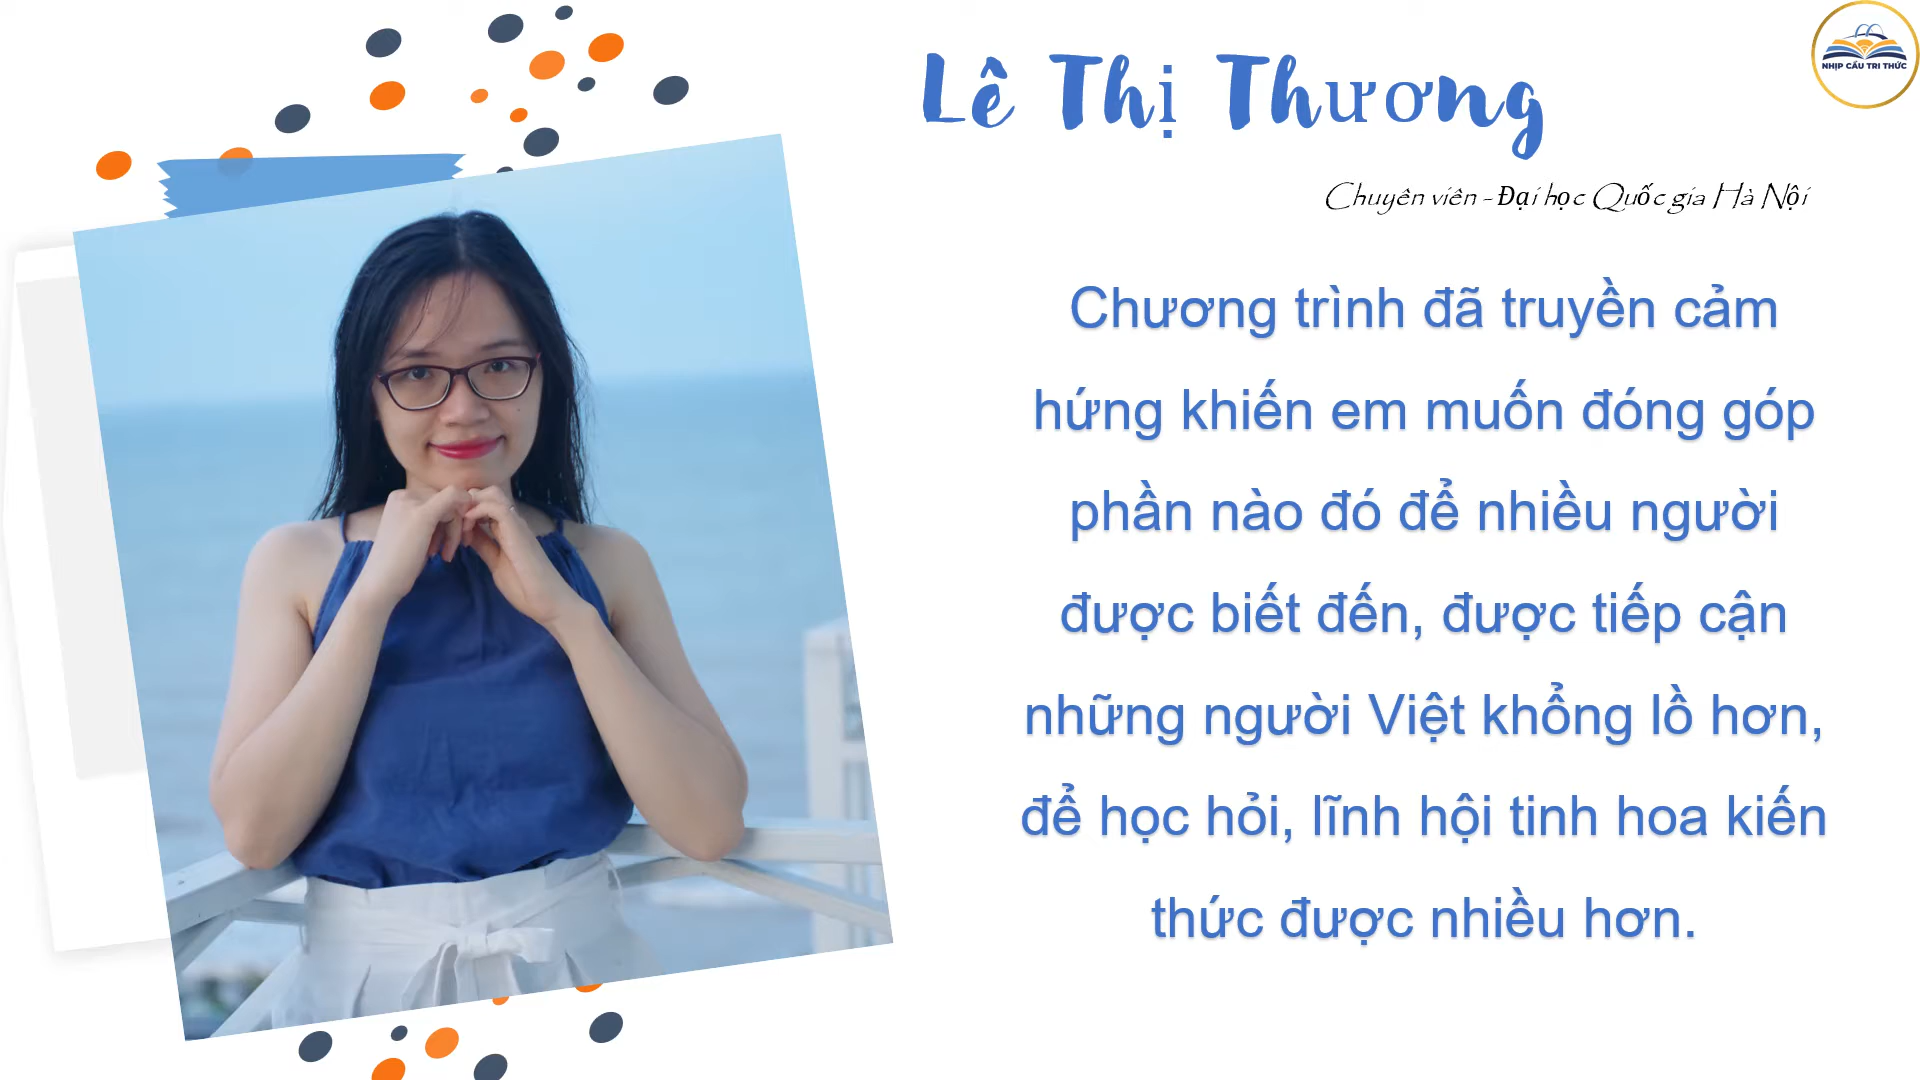 Lê Thị Thương
NHỊP CẦU TRI THỨC
Chuyên viên - Đại học Quốc gia Hà Nội
Chương trình đã truyền cảm
hứng khiến em muốn đóng góp
phần nào đó để nhiều người
được biết đến, được tiếp cận
những người Việt khổng lồ hơn,
để học hỏi, lĩnh hội tinh hoa kiến
thức được nhiều hơn.